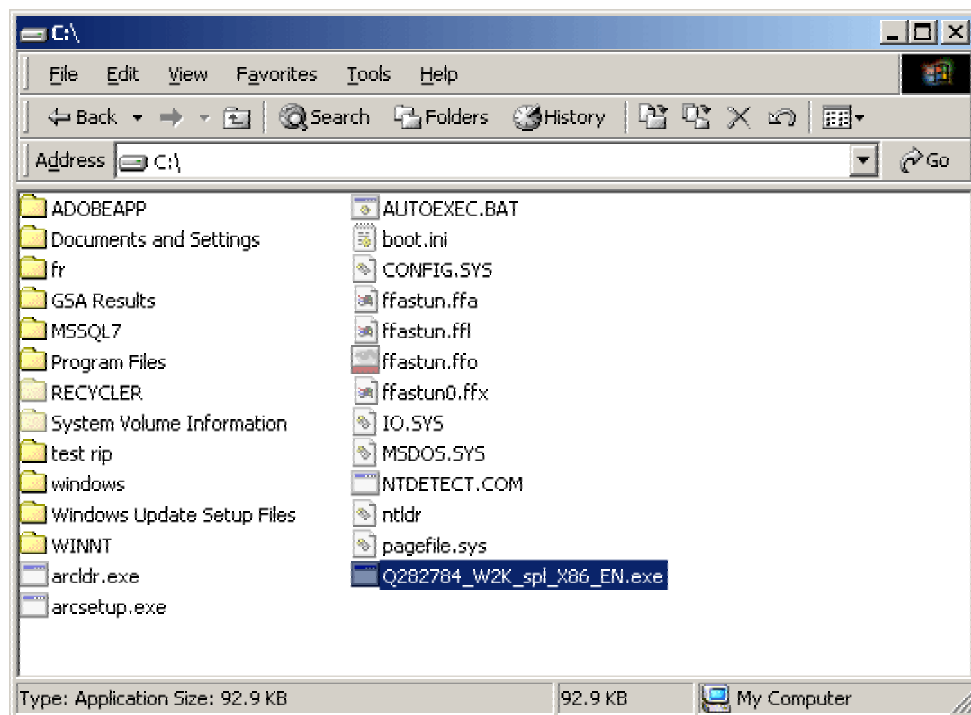 C:\
File Edit View Favorites Tools Help
Back Search Folders History
Address C:\ Go
ADOBEAPP
Documents and Settings
fr
GSA Results
MSSQL7
Program Files
RECYCLER
System Volume Information
test rip
windows
Windows Update Setup Files
WINNT
arcldr.exe
arcsetup.exe
AUTOEXEC.BAT
boot.ini
CONFIG.SYS
ffastun.ffa
ffastun.ffl
ffastun.ffo
ffastun0.ffx
IO.SYS
MSDOS.SYS
NTDETECT.COM
ntldr
pagefile.sys
Q282784_W2K_spl_X86_EN.exe
Type: Application Size: 92.9 KB 92.9 KB My Computer